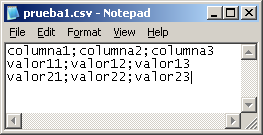 prueba1.csv - Notepad
File Edit Format View Help
columna1;columna2;columna3
valor11;valor12;valor13
valor21;valor22;valor23